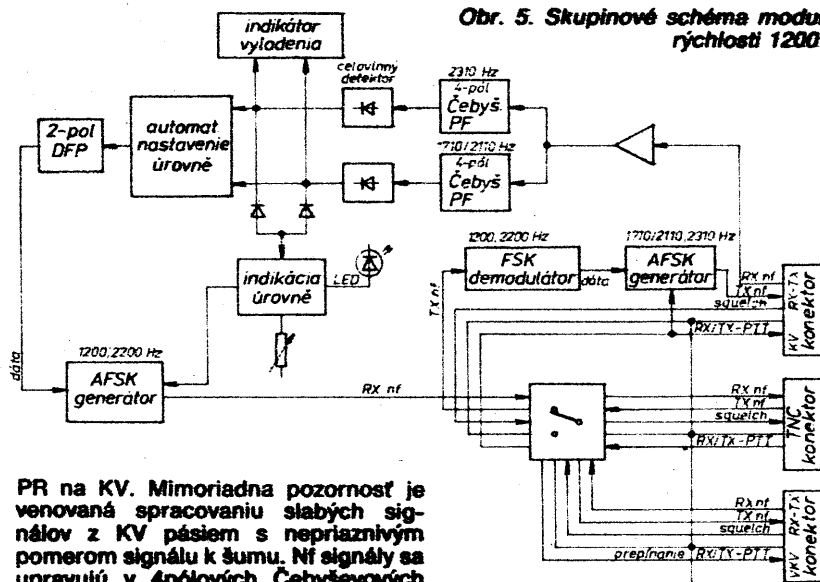 Obr. 5. Skupinové schéma modu
rýchlosti 1200
indikátor
vyladenia
celovlnný
detektor
2310 Hz
4-pól
Čebyš.
PF
2-pol
DFP
automat
nastavenie
úrovně
1710/2110 Hz
4-pól
Čebyš
PF
1200, 2200 Hz
FSK
demodulátor
dáta
1710/2110, 2310 Hz
AFSK
generátor
RX nf
TX nf
squelch
RX/TX-PTT
KV RX-TX
konektor
TX nf
indikácia
úrovně
LED
dáta
1200/2200 Hz
AFSK
generátor
RX nf
RX nf
TX nf
squelch
RX/TX-PTT
TNC
konektor
RX nf
TX nf
squelch
prepínanie RX/TX-PTT
VKV RX-TX
konektor
PR na KV. Mimoriadna pozornosť je
venovaná spracovaniu slabých sig-
nálov z KV pásiem s nepriaznivým
pomerom signálu k šumu. Nf signály sa
upravujú v 4pólových Čebyševových